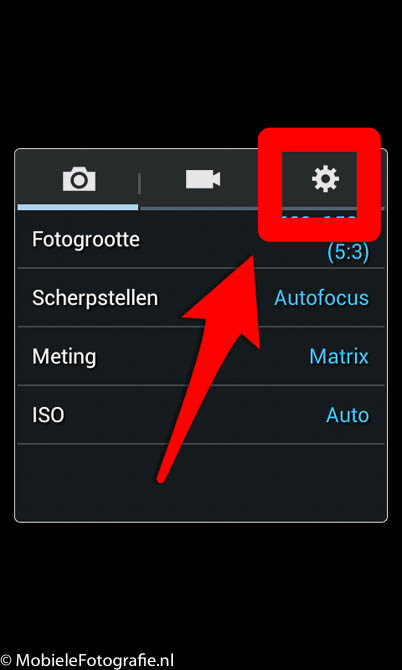 Fotogrootte
(5:3)
Scherpstellen Autofocus
Meting Matrix
ISO Auto
© MobieleFotografie.nl